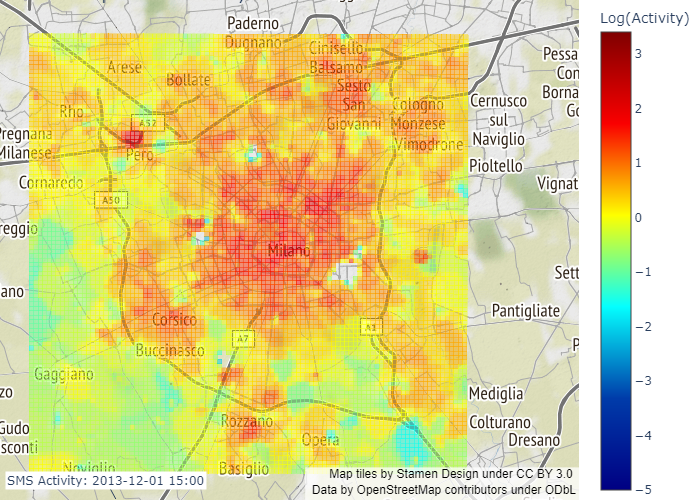 Log(Activity)
Paderno
Dugnano
Cinisello
Balsamo
Arese
Bollate
Sesto
San
Giovanni
Rho
A52
Cologno
Monzese
Vimodrone
Cernusco
sul
Naviglio
Pessa
Con
Borna
Go
Pregnana
Milanese
Pero
Pioltello
Cornaredo
Vignat
A50
reggio
Milano
Sett
ano
Corsico
Pantigliate
A7
A1
P
Buccinasco
Gaggiano
zo
Mediglia
Rozzano
Colturano
Gudo
sconti
Opera
Dresano
Noviglio
Basiglio
SMS Activity: 2013-12-01 15:00
Map tiles by Stamen Design under CC BY 3.0
Data by OpenStreetMap contributors under ODbL
3
2
1
0
−1
−2
−3
−4
−5